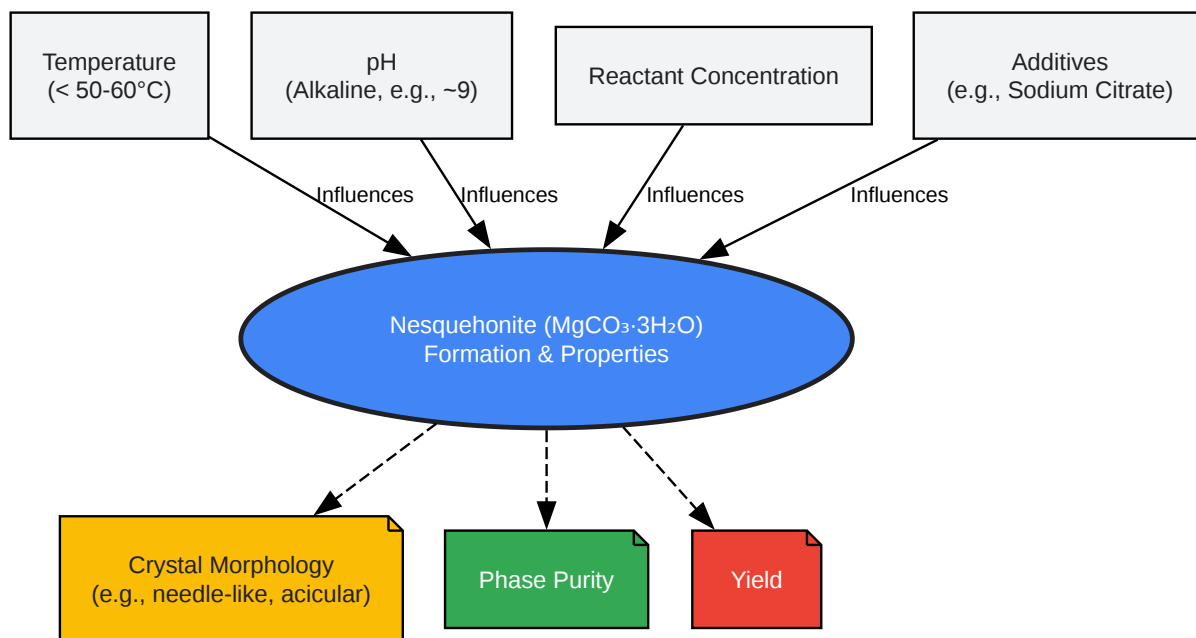 Temperature
(< 50-60°C)
pH
(Alkaline, e.g., ~9)
Reactant Concentration
Additives
(e.g., Sodium Citrate)
Influences
Influences
Influences
Influences
Nesquehonite (MgCO₃·3H₂O)
Formation & Properties
Crystal Morphology
(e.g., needle-like, acicular)
Phase Purity
Yield